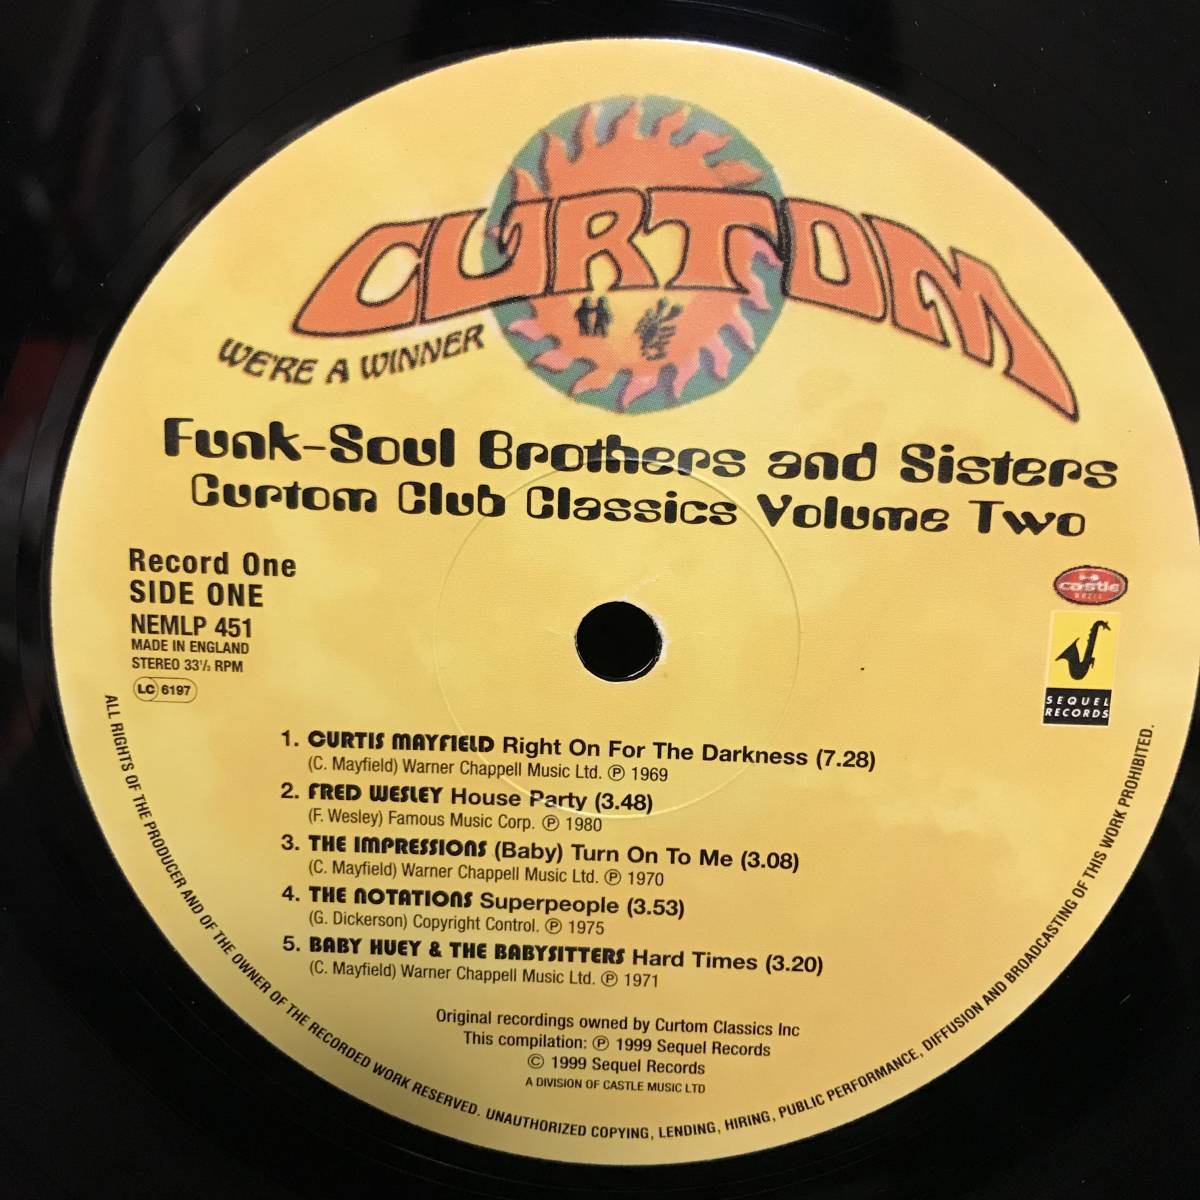 CURTOM
WE'RE A WINNER
Funk-Soul Brothers and Sisters
Curtom Club Classics Volume Two
Record One
SIDE ONE
NEMLP 451
MADE IN ENGLAND
STEREO 33⅓ RPM
LC 6197
castle
MUSIC
SEQUEL
RECORDS
1. CURTIS MAYFIELD Right On For The Darkness (7.28)
(C. Mayfield) Warner Chappell Music Ltd. ℗ 1969
2. FRED WESLEY House Party (3.48)
(F. Wesley) Famous Music Corp. ℗ 1980
3. THE IMPRESSIONS (Baby) Turn On To Me (3.08)
(C. Mayfield) Warner Chappell Music Ltd. ℗ 1970
4. THE NOTATIONS Superpeople (3.53)
(G. Dickerson) Copyright Control. ℗ 1975
5. BABY HUEY & THE BABYSITTERS Hard Times (3.20)
(C. Mayfield) Warner Chappell Music Ltd. ℗ 1971
Original recordings owned by Curtom Classics Inc
This compilation: ℗ 1999 Sequel Records
© 1999 Sequel Records
A DIVISION OF CASTLE MUSIC LTD
ALL RIGHTS OF THE PRODUCER AND OF THE OWNER OF THE RECORDED WORK RESERVED. UNAUTHORIZED COPYING, LENDING, HIRING, PUBLIC PERFORMANCE, DIFFUSION AND BROADCASTING OF THIS WORK PROHIBITED.